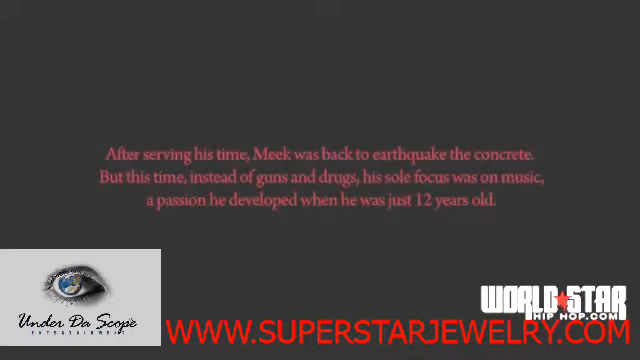 After serving his time, Meek was back to earthquake the concrete.
But this time, instead of guns and drugs, his sole focus was on music,
a passion he developed when he was just 12 years old.
WORLD STAR
HIP HOP.COM
Under Da Scope
ENTERTAINMENT
WWW.SUPERSTARJEWELRY.COM